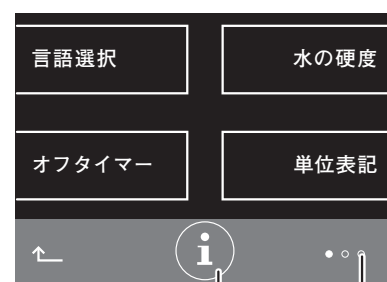 言語選択
水の硬度
オフタイマー
単位表記
i